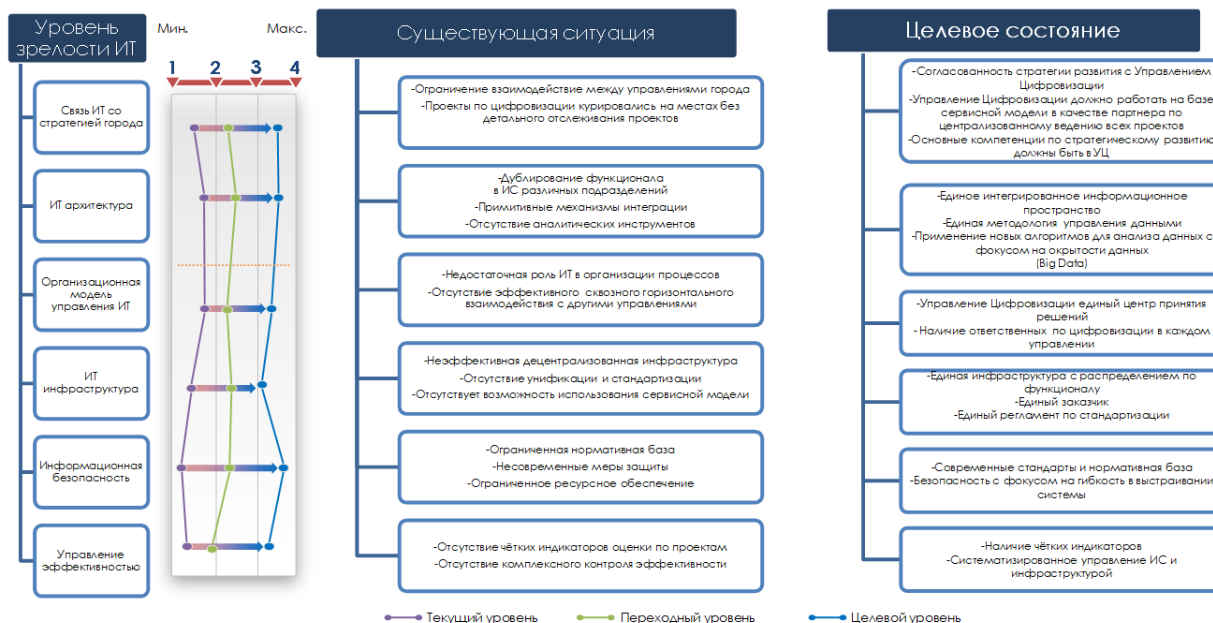 Уровень
зрелости ИТ
Мин.
Макс.
1 2 3 4
Существующая ситуация
Целевое состояние
Связь ИТ со
стратегией города
-Ограничение взаимодействие между управлениями города
-Проекты по цифровизации курировались на местах без
детального отслеживания проектов
-Согласованность стратегии развития с Управлением
Цифровизации
-Управление Цифровизации должно работать на базе
сервисной модели в качестве партнера по
централизованному ведению всех проектов
-Основные компетенции по стратегическому развитию
должны быть в УЦ
ИТ архитектура
-Дублирование функционала
в ИС различных подразделений
-Примитивные механизмы интеграции
-Отсутствие аналитических инструментов
-Единое интегрированное информационное
пространство
-Единая методология управления данными
-Применение новых алгоритмов для анализа данных с
фокусом на окрытости данных
(Big Data)
Организационная
модель
управления ИТ
-Недостаточная роль ИТ в организации процессов
-Отсутствие эффективного сквозного горизонтального
взаимодействия с другими управлениями
-Управление Цифровизации единый центр принятия
решений
- Наличие ответственных по цифровизации в каждом
управлении
ИТ
инфраструктура
-Неэффективная децентрализованная инфраструктура
-Отсутствие унификации и стандартизации
-Отсутствует возможность использования сервисной модели
-Единая инфраструктура с распределением по
функционалу
-Единый заказчик
-Единый регламент по стандартизации
Информационная
безопасность
-Ограниченная нормативная база
-Несовременные меры защиты
-Ограниченное ресурсное обеспечение
-Современные стандарты и нормативная база
-Безопасность с фокусом на гибкость в выстраивании
системы
Управление
эффективностью
-Отсутствие чётких индикаторов оценки по проектам
-Отсутствие комплексного контроля эффективности
-Наличие чётких индикаторов
-Систематизированное управление ИС и
инфраструктурой
Текущий уровень
Переходный уровень
Целевой уровень